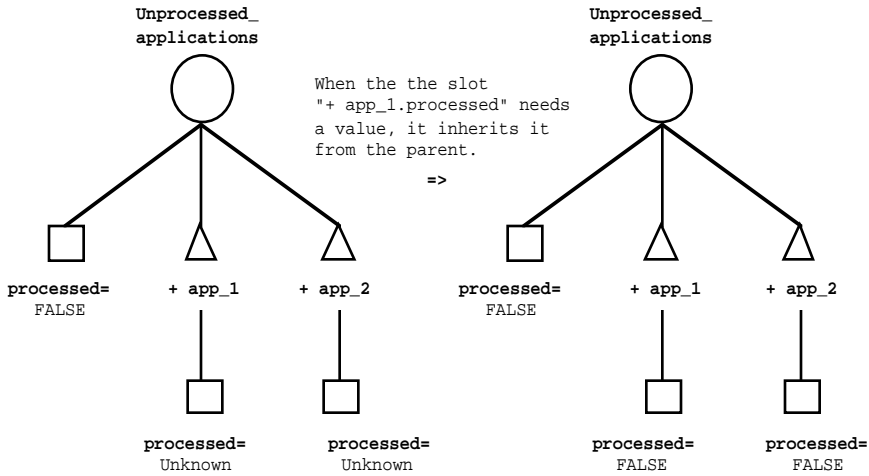 Unprocessed_
applications
When the the slot
"+ app_1.processed" needs
a value, it inherits it
from the parent.
=>
Unprocessed_
applications
processed=
FALSE
+ app_1
+ app_2
processed=
FALSE
+ app_1
+ app_2
processed=
Unknown
processed=
Unknown
processed=
FALSE
processed=
FALSE